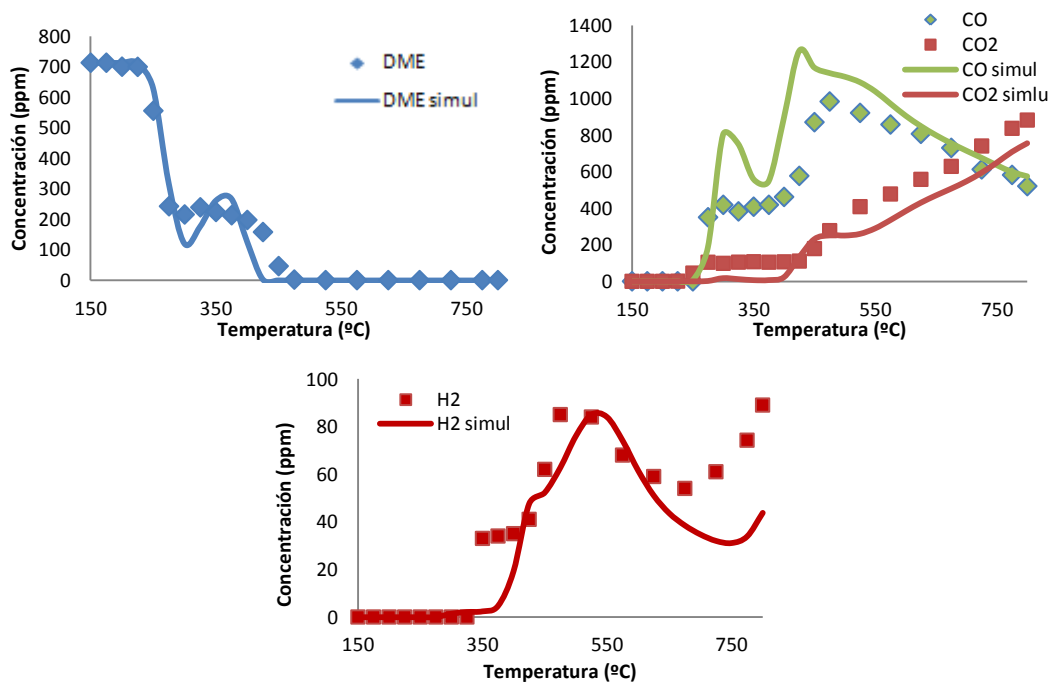 Concentración (ppm)
800
700
600
500
400
300
200
100
0
150
350
550
750
Temperatura (ºC)
DME
DME simul
Concentración (ppm)
1400
1200
1000
800
600
400
200
0
150
350
550
750
Temperatura (ºC)
CO
CO2
CO simul
CO2 simlu
Concentración (ppm)
100
80
60
40
20
0
150
350
550
750
Temperatura (ºC)
H2
H2 simul